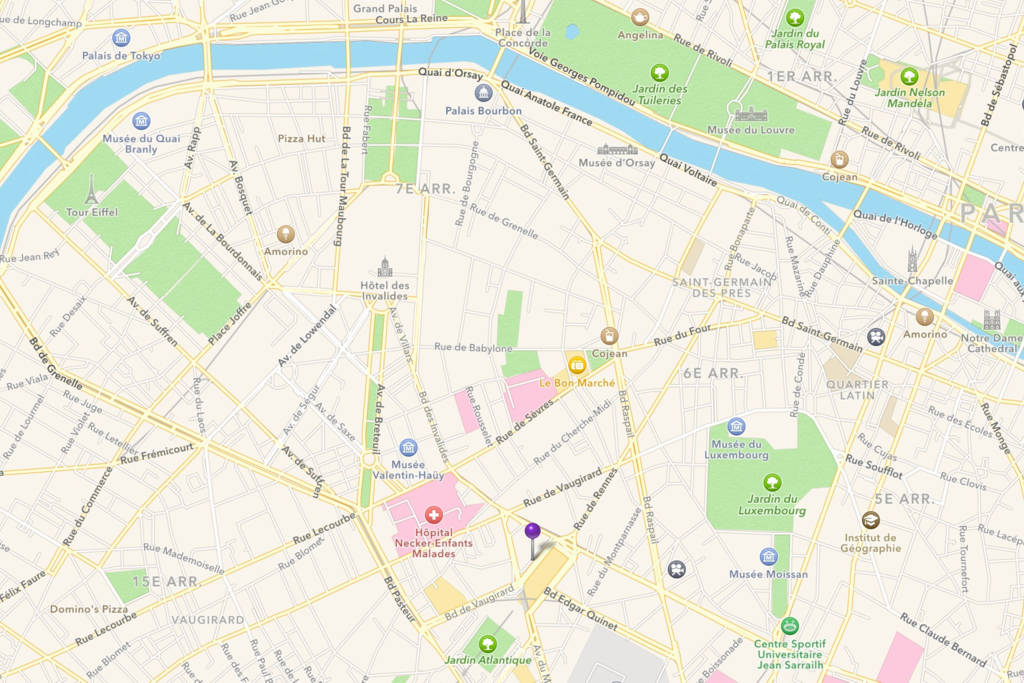 Grand Palais
Cours La Reine
Rue de Longchamp
Palais de Tokyo
Place de la
Concorde
Angelina
Rue de Rivoli
Jardin du
Palais Royal
1ER ARR.
Rue du Louvre
Jardin Nelson
Mandela
Bd de Sébastopol
Quai d'Orsay
Voie Georges Pompidou
Jardin des
Tuileries
Palais Bourbon
Quai Anatole France
Musée du Louvre
Rue de Rivoli
Musée du Quai
Branly
Av. Rapp
Pizza Hut
Rue Fabert
Bd de La Tour Maubourg
Bd Saint-Germain
Musée d'Orsay
Quai Voltaire
Cojean
Av. Bosquet
7E ARR.
Rue de Bourgogne
Rue de Grenelle
Tour Eiffel
Av. de La Bourdonnais
Amorino
Quai de Conti
Quai de l'Horloge
Rue Bonaparte
Rue Jacob
Rue Mazarine
Rue Dauphine
Sainte-Chapelle
Rue Jean Rey
Hôtel des
Invalides
SAINT-GERMAIN
DES PRÉS
Rue Desaix
Av. de Suffren
Place Joffre
Av. de Lowendal
Av. de Villars
Rue de Babylone
Cojean
Rue du Four
Bd Saint-Germain
Amorino
Notre Dame
Cathedral
Bd de Grenelle
Le Bon Marché
6E ARR.
Rue de Condé
QUARTIER
LATIN
Rue Viala
Rue Juge
Rue de Lourmel
Rue Violet
Rue Letellier
Rue du Laos
Av. de Ségur
Av. de Saxe
Av. de Breteuil
Bd des Invalides
Rue Rousselet
Rue de Sèvres
Rue du Cherche-Midi
Bd Raspail
Rue des Ecoles
Rue Monge
Rue Frémicourt
Av. de Suffren
Musée
Valentin-Haüy
Musée du
Luxembourg
Rue Cujas
Rue Soufflot
Rue Clovis
Rue du Commerce
Rue de Vaugirard
Rue de Rennes
Jardin du
Luxembourg
5E ARR.
Rue Lecourbe
Rue Blomet
Hôpital
Necker-Enfants
Malades
Bd Raspail
Institut de
Géographie
Rue Mademoiselle
15E ARR.
Rue du Montparnasse
Musée Moissan
Rue Tournefort
Félix Faure
Domino's Pizza
VAUGIRARD
Bd Pasteur
Bd de Vaugirard
Bd Edgar Quinet
Rue Lecourbe
Rue Blomet
Jardin Atlantique
Centre Sportif
Universitaire
Jean Sarrailh
Rue Claude Bernard